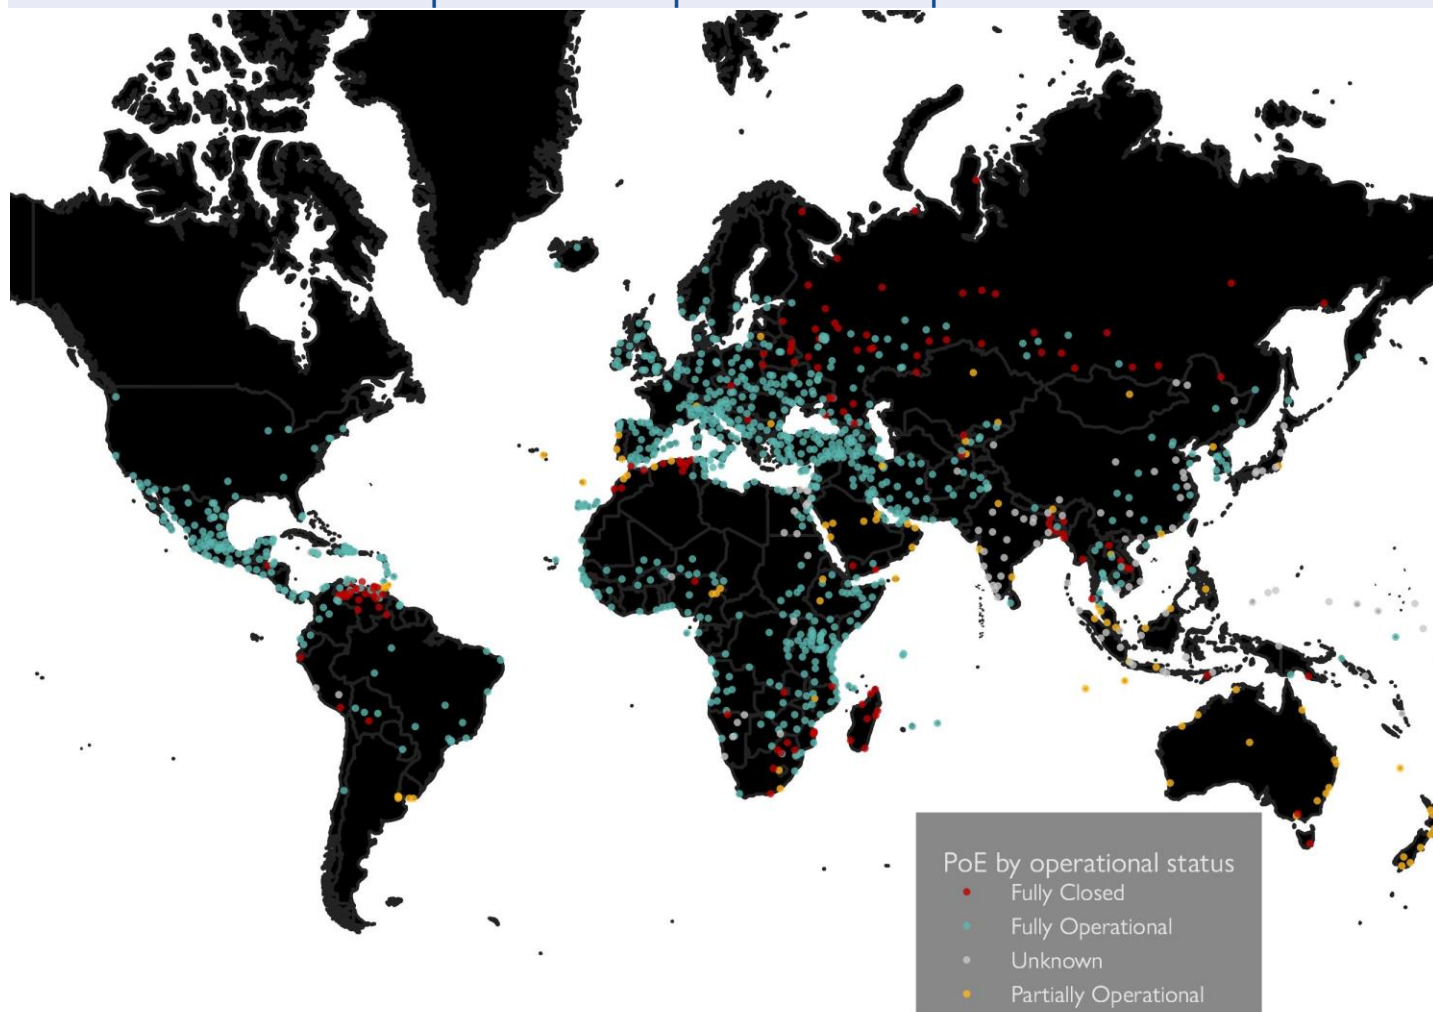 PoE by operational status
Fully Closed
Fully Operational
Unknown
Partially Operational